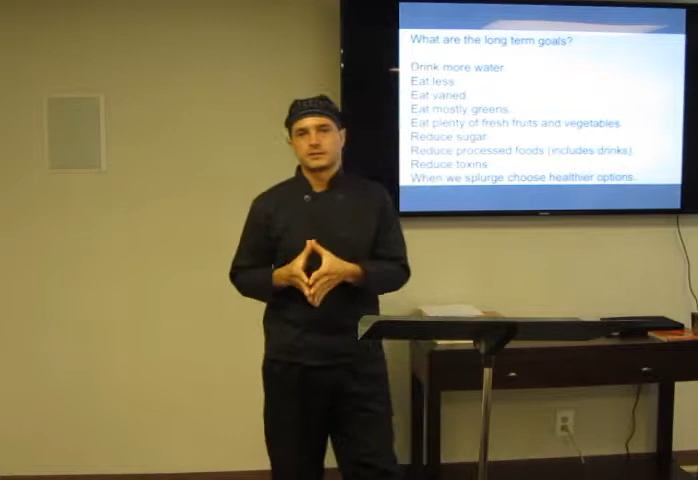 What are the long term goals?
Drink more water
Eat less
Eat varied.
Eat mostly greens.
Eat plenty of fresh fruits and vegetables.
Reduce sugar
Reduce processed foods (includes drinks).
Reduce toxins
When we splurge choose healthier options.